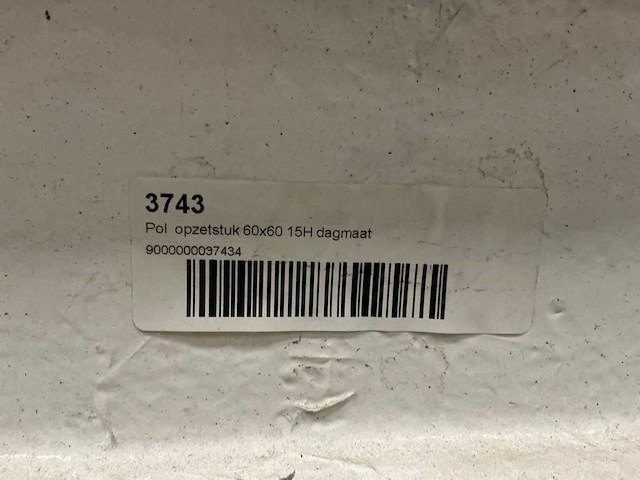 3743
Pol opzetstuk 60x60 15H dagmaat
9000000037434